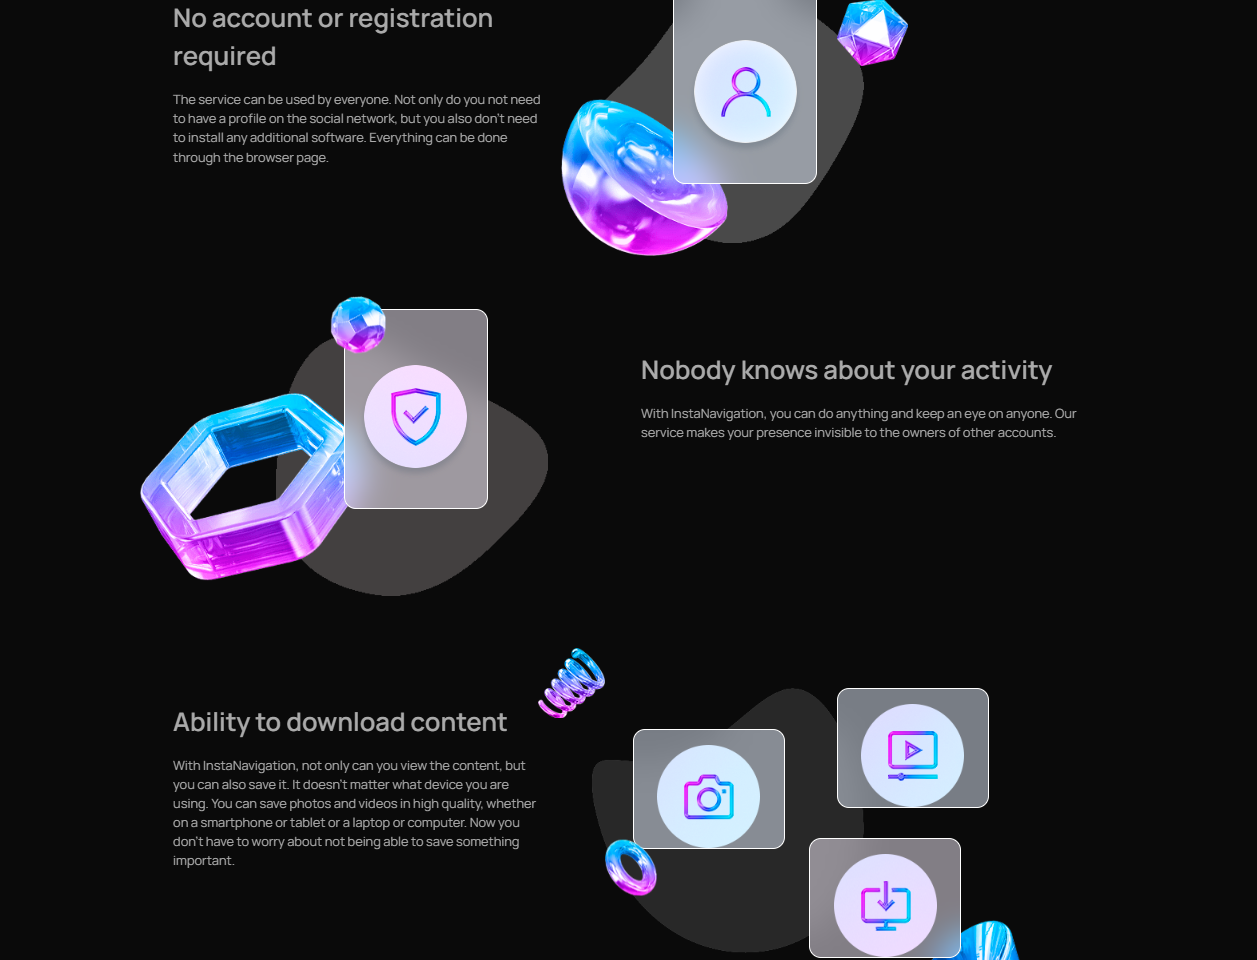 No account or registration
required
The service can be used by everyone. Not only do you not need
to have a profile on the social network, but you also don't need
to install any additional software. Everything can be done
through the browser page.
Nobody knows about your activity
With InstaNavigation, you can do anything and keep an eye on anyone. Our
service makes your presence invisible to the owners of other accounts.
Ability to download content
With InstaNavigation, not only can you view the content, but
you can also save it. It doesn't matter what device you are
using. You can save photos and videos in high quality, whether
on a smartphone or tablet or a laptop or computer. Now you
don't have to worry about not being able to save something
important.